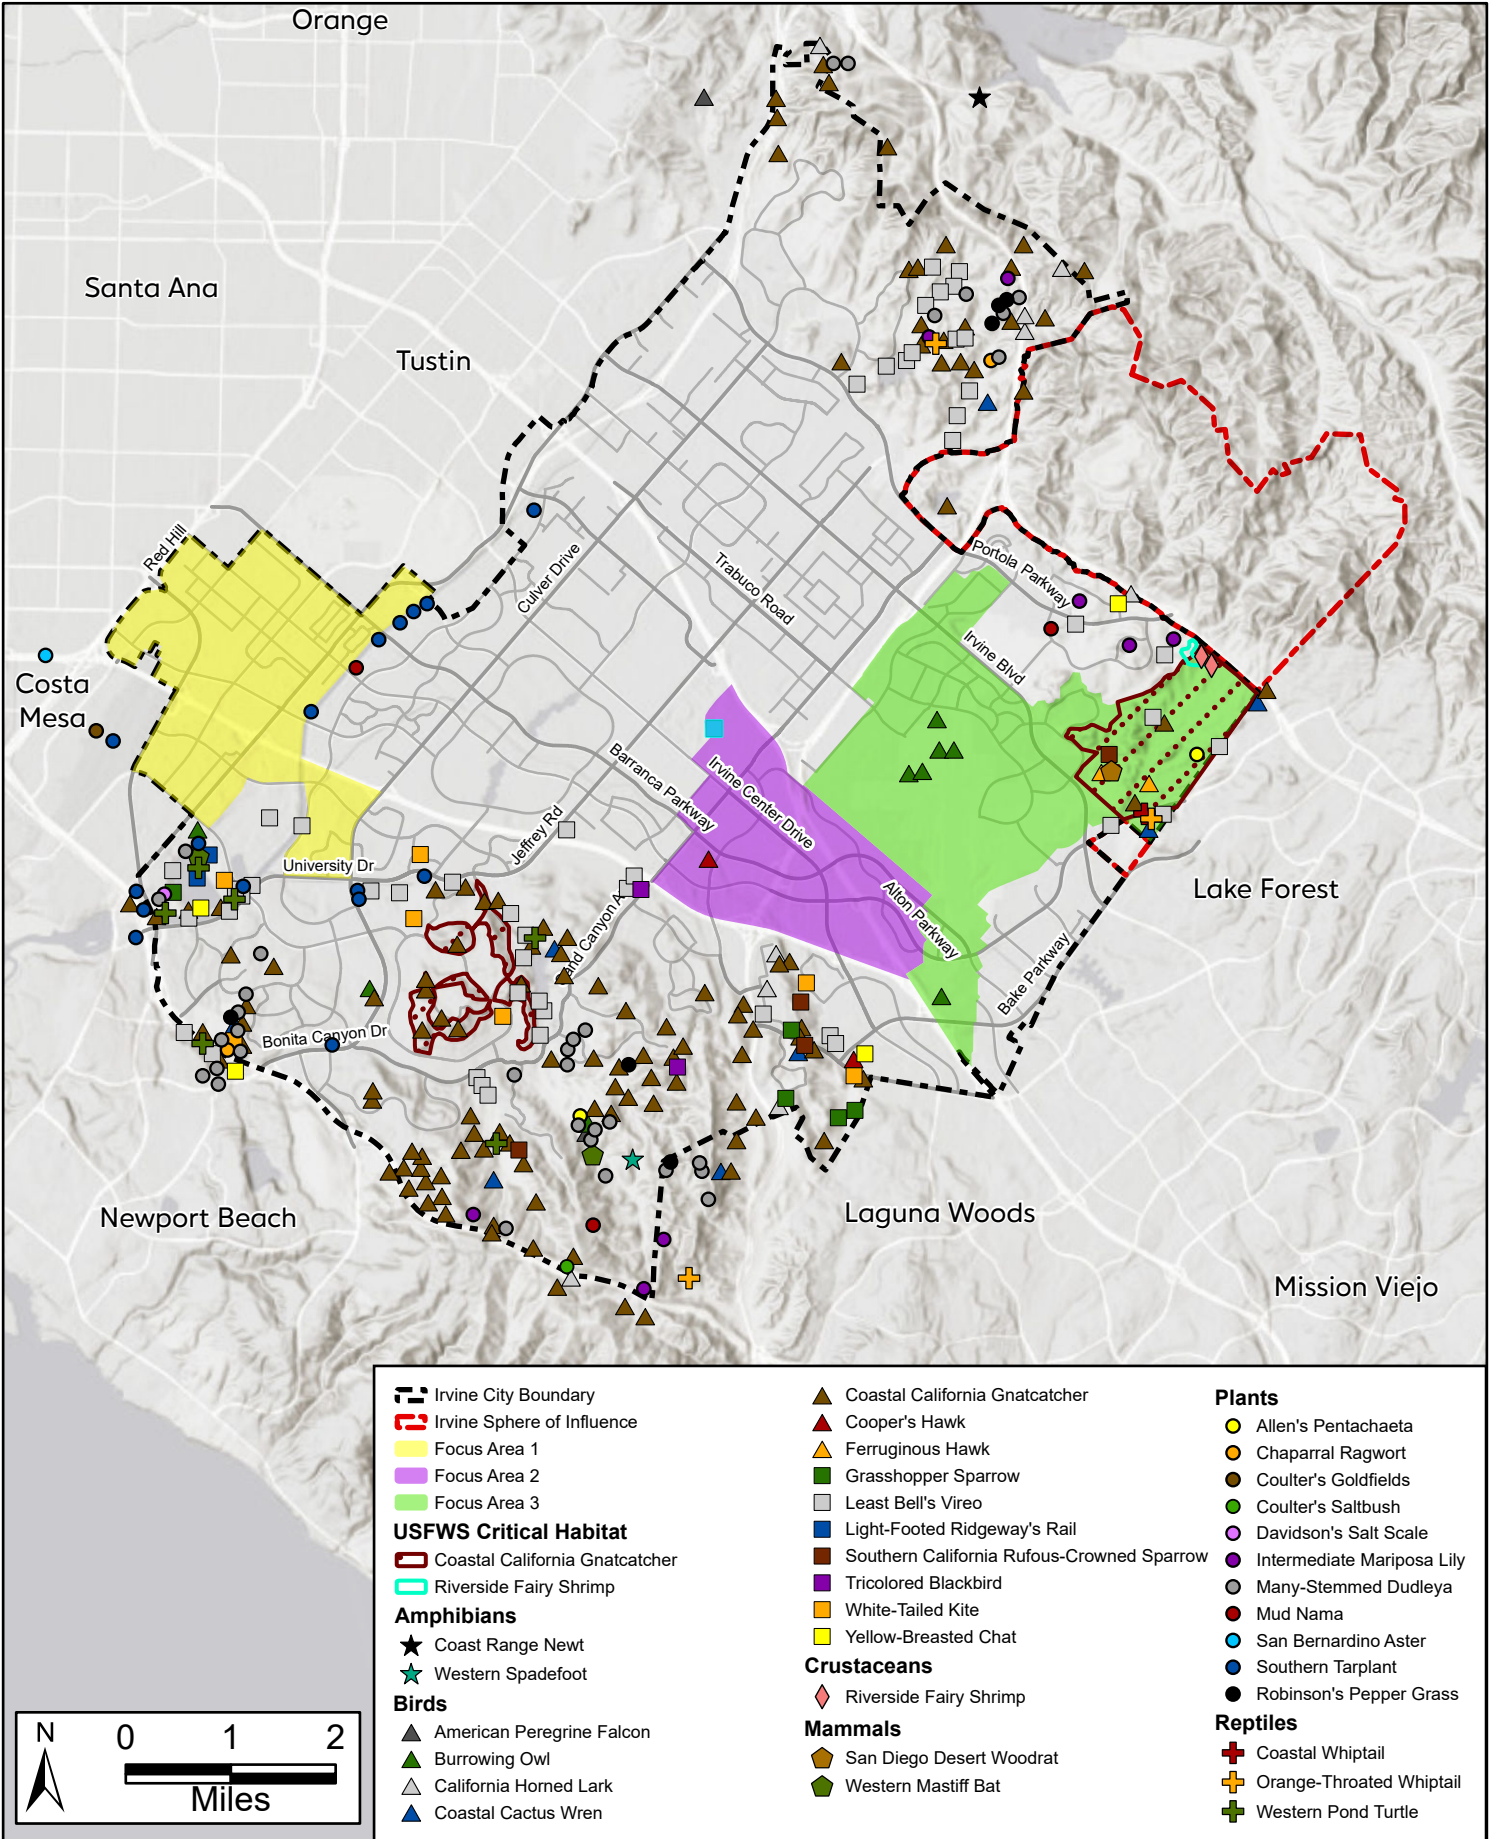 Orange
Santa Ana
Tustin
Red Hill
Culver Drive
Trabuco Road
Portola Parkway
Irvine Blvd
Costa
Mesa
Barranca Parkway
Irvine Center Drive
Jeffrey Rd
University Dr
Alton Parkway
Lake Forest
and Canyon A
Bake Parkway
Bonita Canyon Dr
Newport Beach
Laguna Woods
Mission Viejo
Irvine City Boundary
Irvine Sphere of Influence
Focus Area 1
Focus Area 2
Focus Area 3
USFWS Critical Habitat
Coastal California Gnatcatcher
Riverside Fairy Shrimp
Amphibians
Coast Range Newt
Western Spadefoot
Birds
American Peregrine Falcon
Burrowing Owl
California Horned Lark
Coastal Cactus Wren
Coastal California Gnatcatcher
Cooper's Hawk
Ferruginous Hawk
Grasshopper Sparrow
Least Bell's Vireo
Light-Footed Ridgeway's Rail
Southern California Rufous-Crowned Sparrow
Tricolored Blackbird
White-Tailed Kite
Yellow-Breasted Chat
Crustaceans
Riverside Fairy Shrimp
Mammals
San Diego Desert Woodrat
Western Mastiff Bat
Plants
Allen's Pentachaeta
Chaparral Ragwort
Coulter's Goldfields
Coulter's Saltbush
Davidson's Salt Scale
Intermediate Mariposa Lily
Many-Stemmed Dudleya
Mud Nama
San Bernardino Aster
Southern Tarplant
Robinson's Pepper Grass
Reptiles
Coastal Whiptail
Orange-Throated Whiptail
Western Pond Turtle
N
0 1 2
Miles